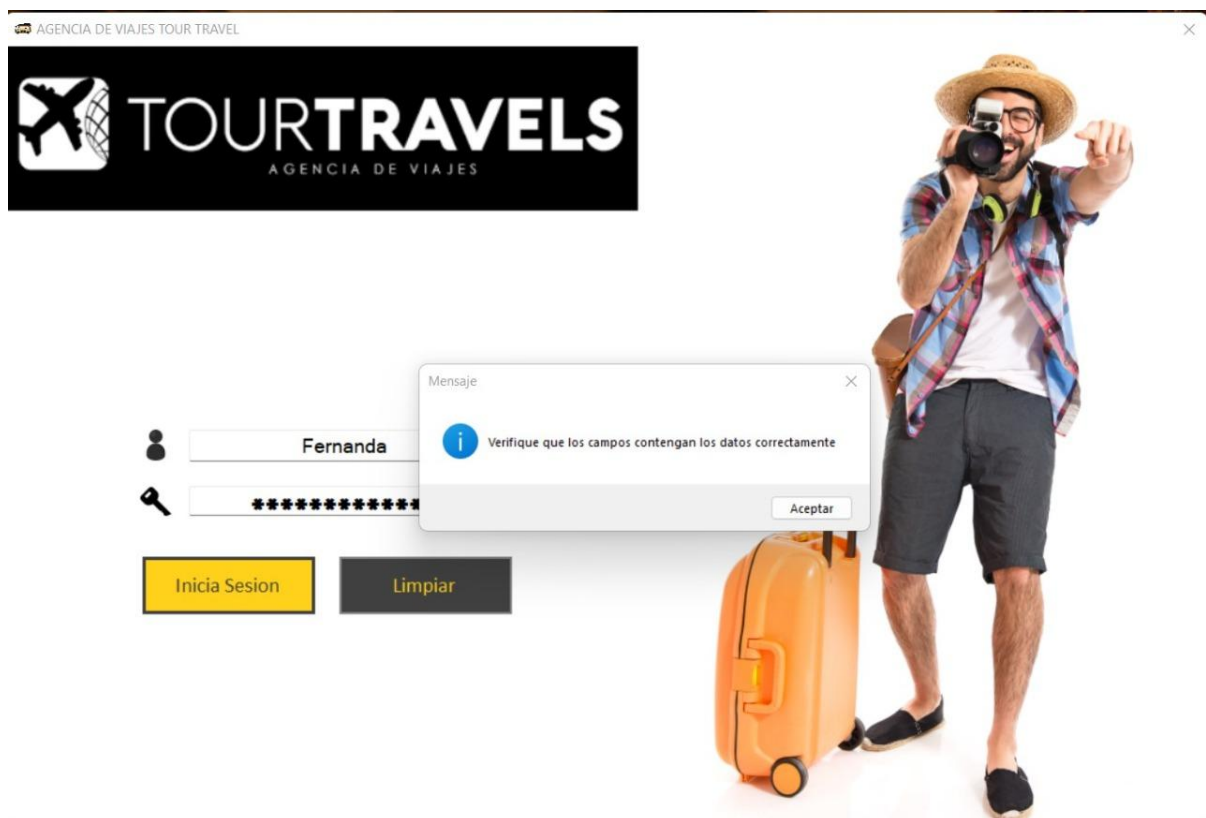 AGENCIA DE VIAJES TOUR TRAVEL
TOURTRAVELS
AGENCIA DE VIAJES
Mensaje
Verifique que los campos contengan los datos correctamente
Aceptar
Fernanda
************
Inicia Sesion
Limpiar